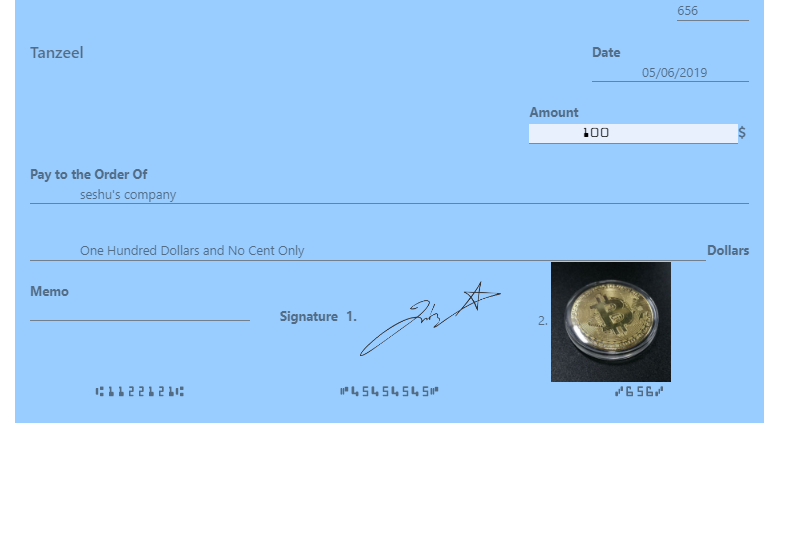 656
Tanzeel
Date
05/06/2019
Amount
100 $
Pay to the Order Of
seshu's company
One Hundred Dollars and No Cent Only Dollars
Memo
Signature 1.
2.
⑆1122121⑆ ⑈45454545⑈ ⑇656⑇